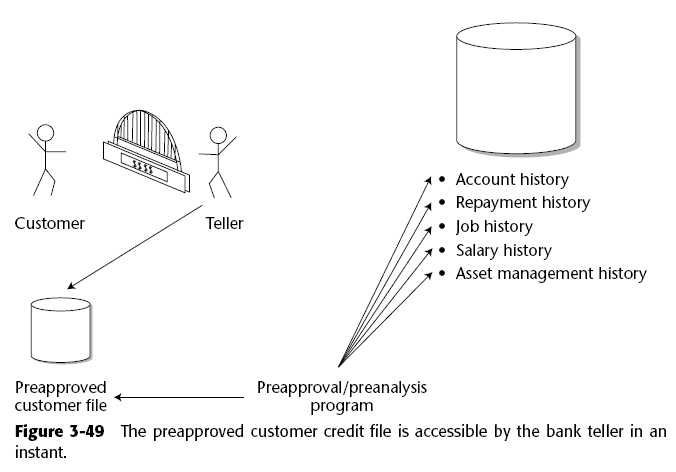 $$$$
Customer
Teller
• Account history
• Repayment history
• Job history
• Salary history
• Asset management history
Preapproved
customer file
Preapproval/preanalysis
program
Figure 3-49 The preapproved customer credit file is accessible by the bank teller in an
instant.